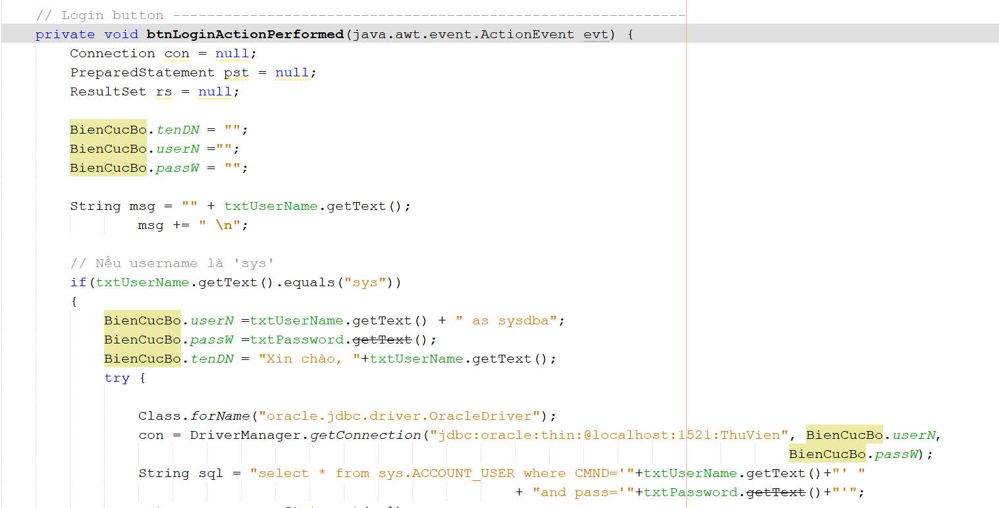 // Login button ------------------------------------------------------------
private void btnLoginActionPerformed(java.awt.event.ActionEvent evt) {
Connection con = null;
PreparedStatement pst = null;
ResultSet rs = null;
BienCucBo.tenDN = "";
BienCucBo.userN ="";
BienCucBo.passW = "";
String msg = "" + txtUserName.getText();
msg += " \n";
// Nếu username là 'sys'
if(txtUserName.getText().equals("sys"))
{
BienCucBo.userN =txtUserName.getText() + " as sysdba";
BienCucBo.passW =txtPassword.getText();
BienCucBo.tenDN = "Xin chào, "+txtUserName.getText();
try {
Class.forName("oracle.jdbc.driver.OracleDriver");
con = DriverManager.getConnection("jdbc:oracle:thin:@localhost:1521:ThuVien", BienCucBo.userN,
BienCucBo.passW);
String sql = "select * from sys.ACCOUNT_USER where CMND='"+txtUserName.getText()+"' "
+ "and pass='"+txtPassword.getText()+"'";